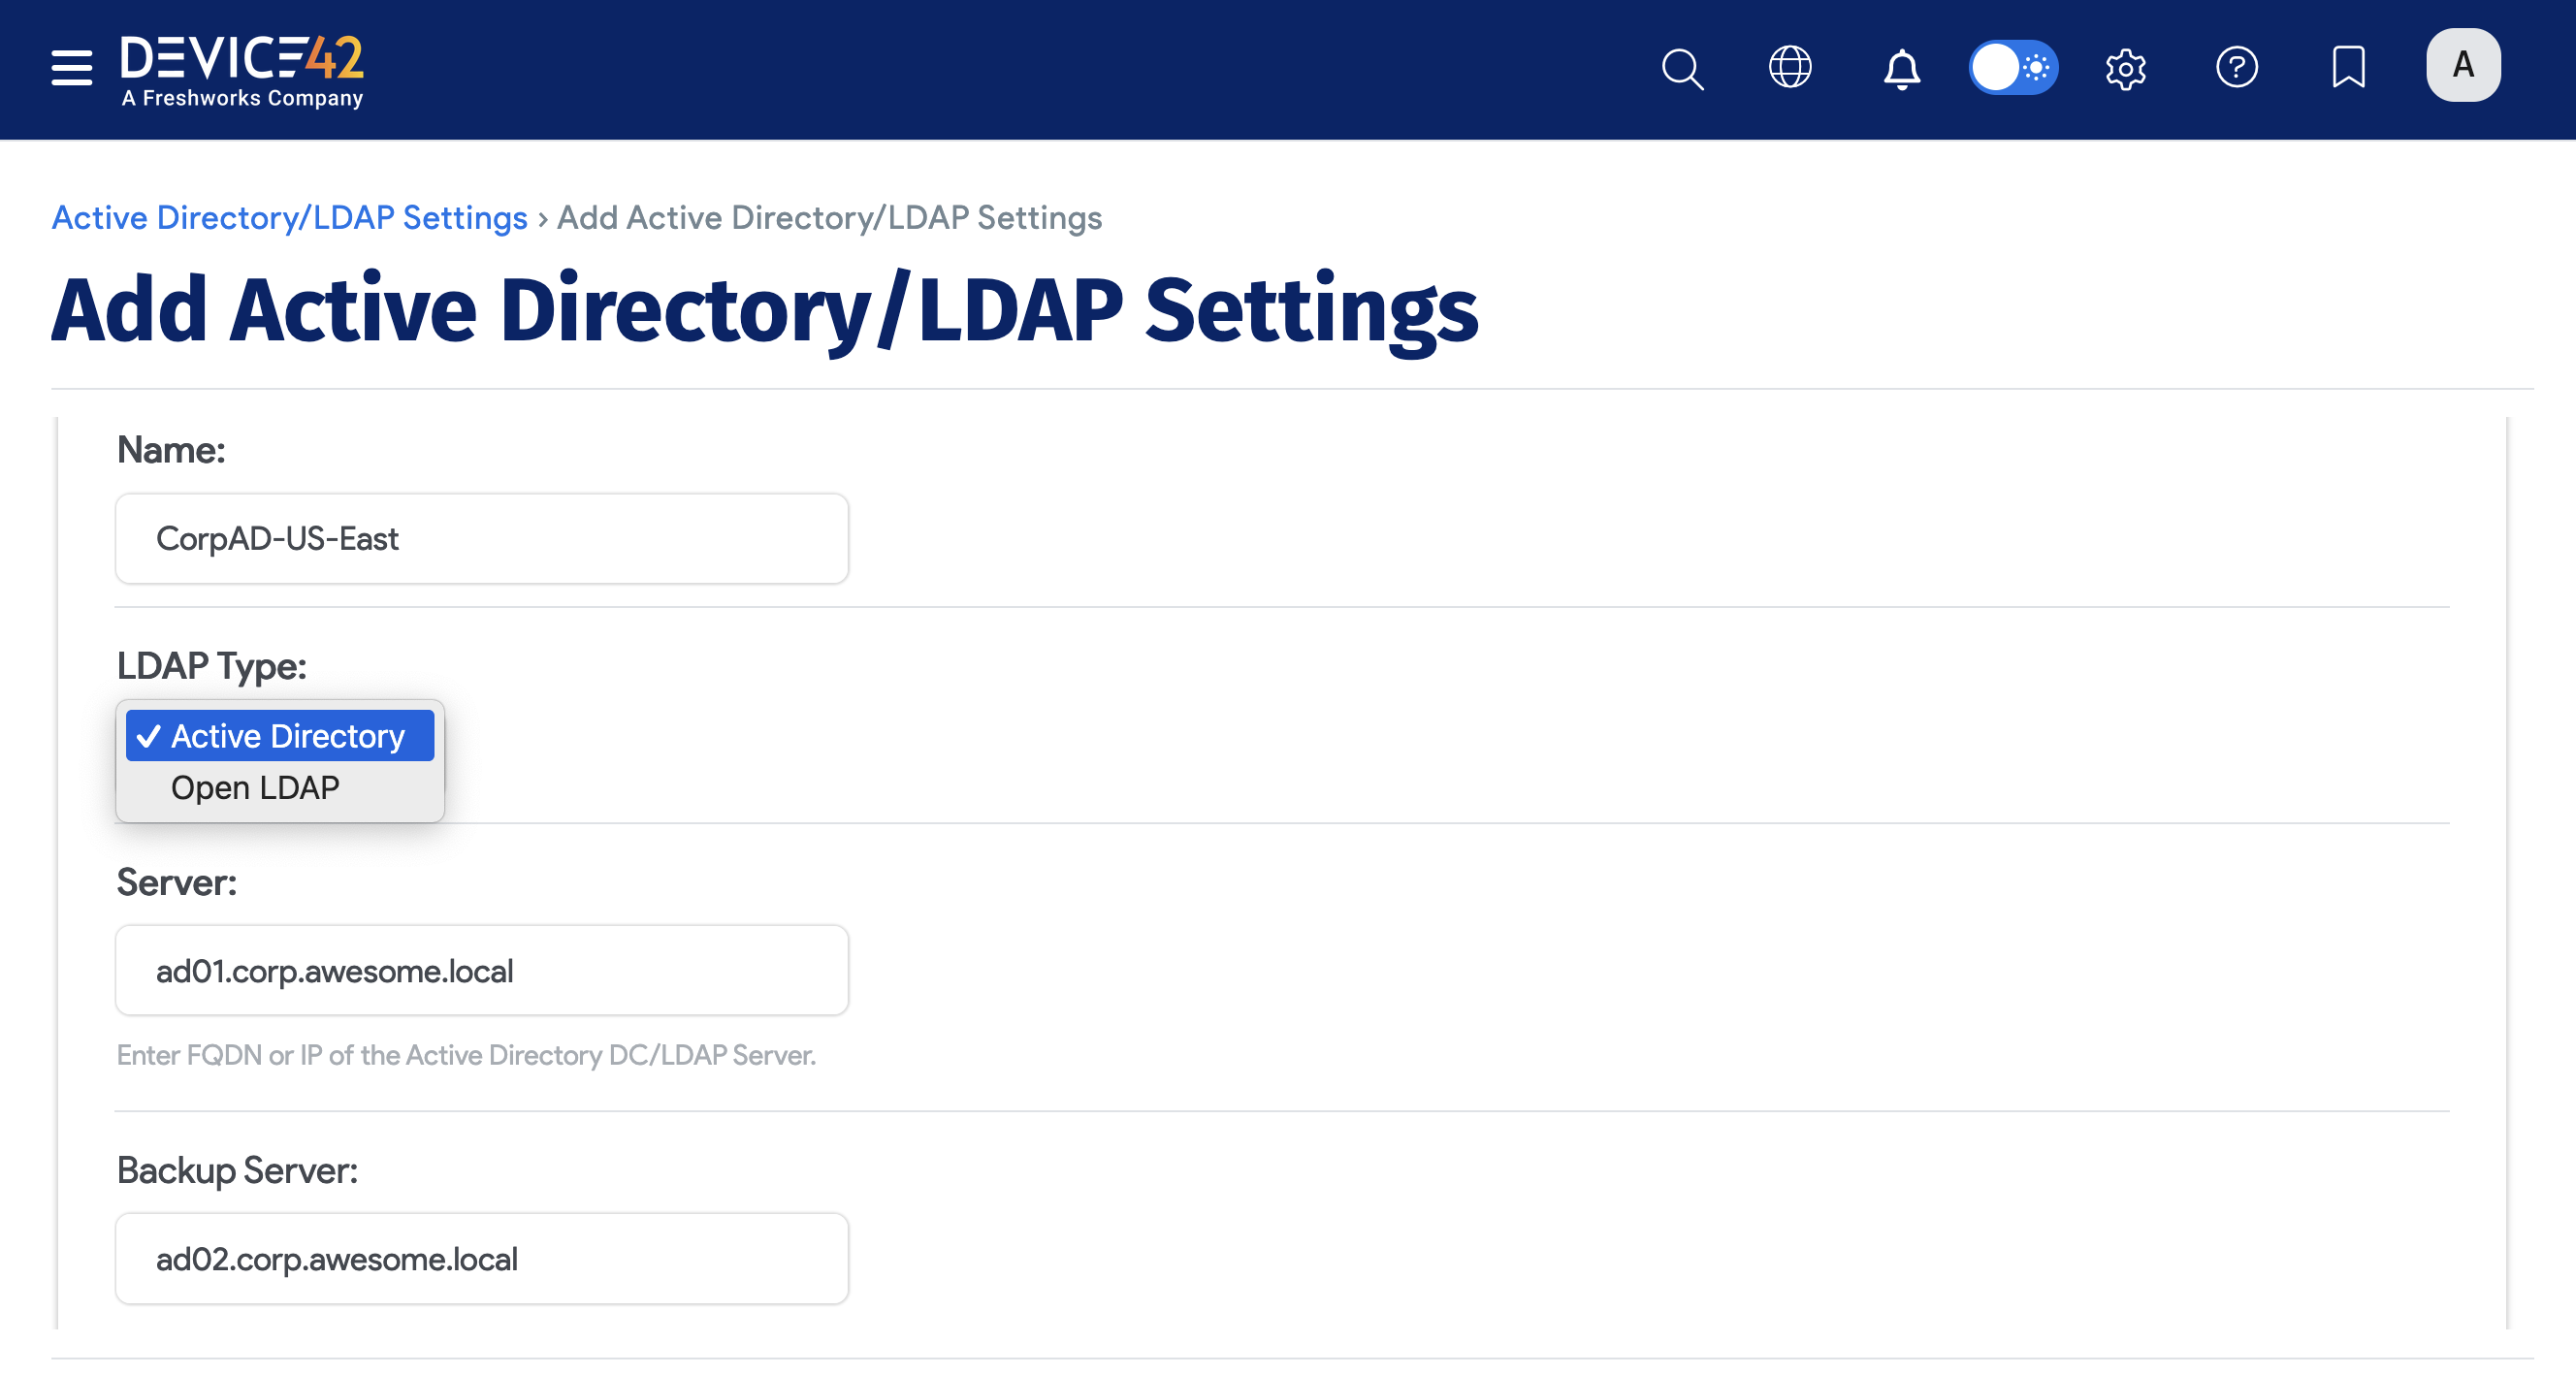 DEVICE42
A Freshworks Company
A
Active Directory/LDAP Settings › Add Active Directory/LDAP Settings
Add Active Directory/LDAP Settings
Name:
CorpAD-US-East
LDAP Type:
✓ Active Directory
Open LDAP
Server:
ad01.corp.awesome.local
Enter FQDN or IP of the Active Directory DC/LDAP Server.
Backup Server:
ad02.corp.awesome.local